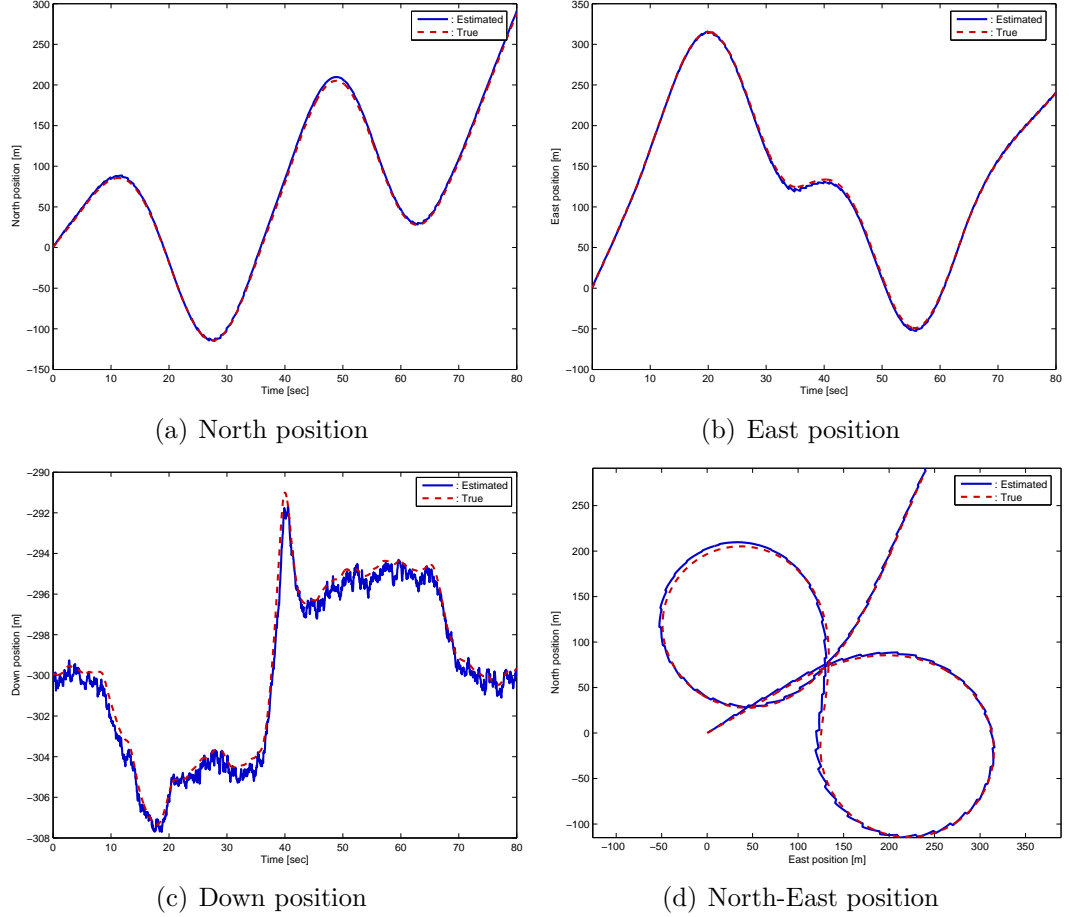 300
250
200
150
100
50
0
−50
−100
−150
0 10 20 30 40 50 60 70 80
North position [m]
Time [sec]
: Estimated
: True
(a) North position
350
300
250
200
150
100
50
0
−50
−100
0 10 20 30 40 50 60 70 80
East position [m]
Time [sec]
: Estimated
: True
(b) East position
−290
−292
−294
−296
−298
−300
−302
−304
−306
−308
0 10 20 30 40 50 60 70 80
Down position [m]
Time [sec]
: Estimated
: True
(c) Down position
250
200
150
100
50
0
−50
−100
−100 −50 0 50 100 150 200 250 300 350
North position [m]
East position [m]
: Estimated
: True
(d) North-East position